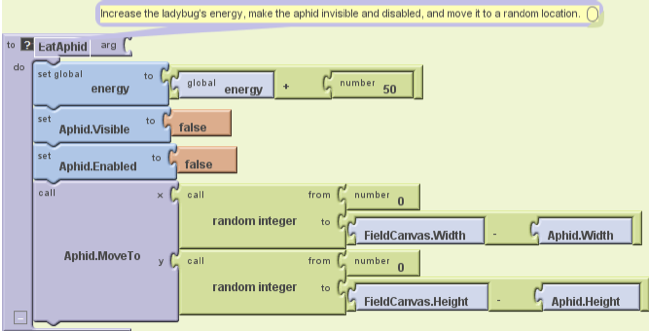 Increase the ladybug's energy, make the aphid invisible and disabled, and move it to a random location.
to ? EatAphid arg
do
set global energy to global energy + number 50
set Aphid.Visible to false
set Aphid.Enabled to false
call Aphid.MoveTo
x call random integer from number 0
to FieldCanvas.Width - Aphid.Width
y call random integer from number 0
to FieldCanvas.Height - Aphid.Height